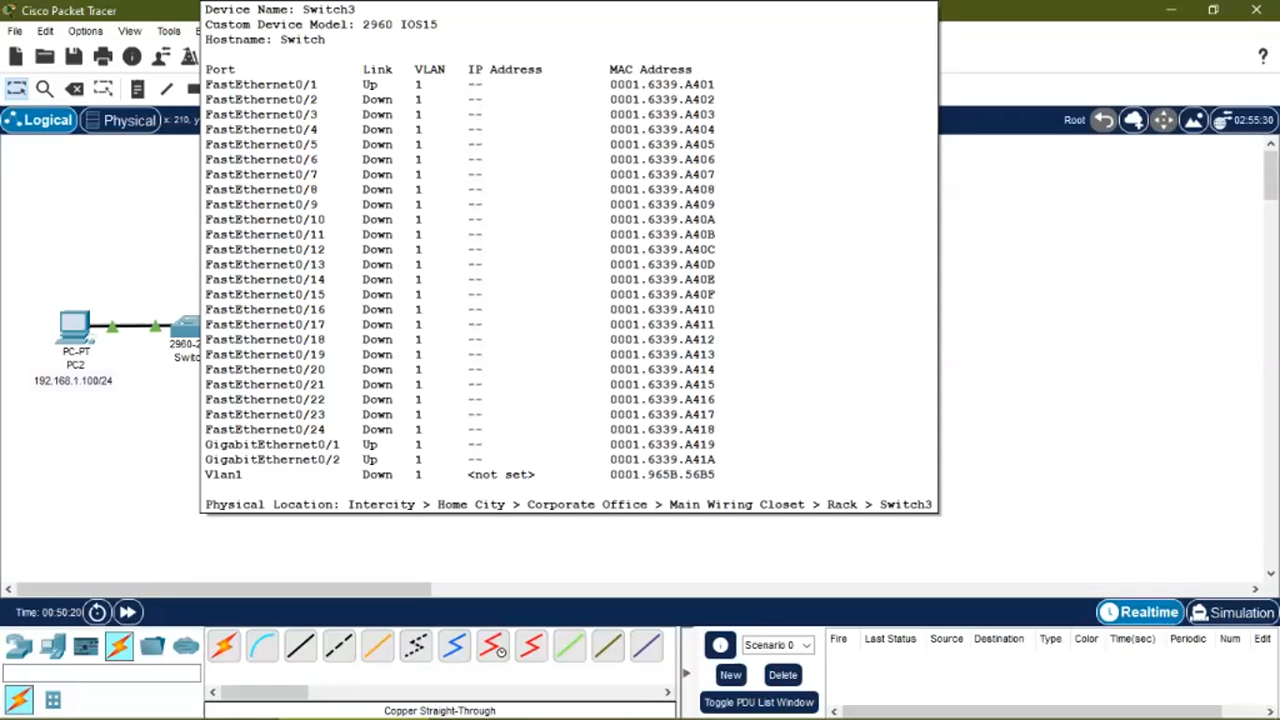 Cisco Packet Tracer
File Edit Options View Tools
Logical Physical x: 210, y
Root 02:55:30
Device Name: Switch3
Custom Device Model: 2960 IOS15
Hostname: Switch
Port Link VLAN IP Address MAC Address
FastEthernet0/1 Up 1 -- 0001.6339.A401
FastEthernet0/2 Down 1 -- 0001.6339.A402
FastEthernet0/3 Down 1 -- 0001.6339.A403
FastEthernet0/4 Down 1 -- 0001.6339.A404
FastEthernet0/5 Down 1 -- 0001.6339.A405
FastEthernet0/6 Down 1 -- 0001.6339.A406
FastEthernet0/7 Down 1 -- 0001.6339.A407
FastEthernet0/8 Down 1 -- 0001.6339.A408
FastEthernet0/9 Down 1 -- 0001.6339.A409
FastEthernet0/10 Down 1 -- 0001.6339.A40A
FastEthernet0/11 Down 1 -- 0001.6339.A40B
FastEthernet0/12 Down 1 -- 0001.6339.A40C
FastEthernet0/13 Down 1 -- 0001.6339.A40D
FastEthernet0/14 Down 1 -- 0001.6339.A40E
FastEthernet0/15 Down 1 -- 0001.6339.A40F
FastEthernet0/16 Down 1 -- 0001.6339.A410
FastEthernet0/17 Down 1 -- 0001.6339.A411
FastEthernet0/18 Down 1 -- 0001.6339.A412
FastEthernet0/19 Down 1 -- 0001.6339.A413
FastEthernet0/20 Down 1 -- 0001.6339.A414
FastEthernet0/21 Down 1 -- 0001.6339.A415
FastEthernet0/22 Down 1 -- 0001.6339.A416
FastEthernet0/23 Down 1 -- 0001.6339.A417
FastEthernet0/24 Down 1 -- 0001.6339.A418
GigabitEthernet0/1 Up 1 -- 0001.6339.A419
GigabitEthernet0/2 Up 1 -- 0001.6339.A41A
Vlan1 Down 1 <not set> 0001.965B.56B5
Physical Location: Intercity > Home City > Corporate Office > Main Wiring Closet > Rack > Switch3
PC-PT
PC2
192.168.1.100/24
2960-2
Swit
Time: 00:50:20
Realtime Simulation
Scenario 0
New Delete
Toggle PDU List Window
Fire Last Status Source Destination Type Color Time(sec) Periodic Num Edit
Copper Straight-Through